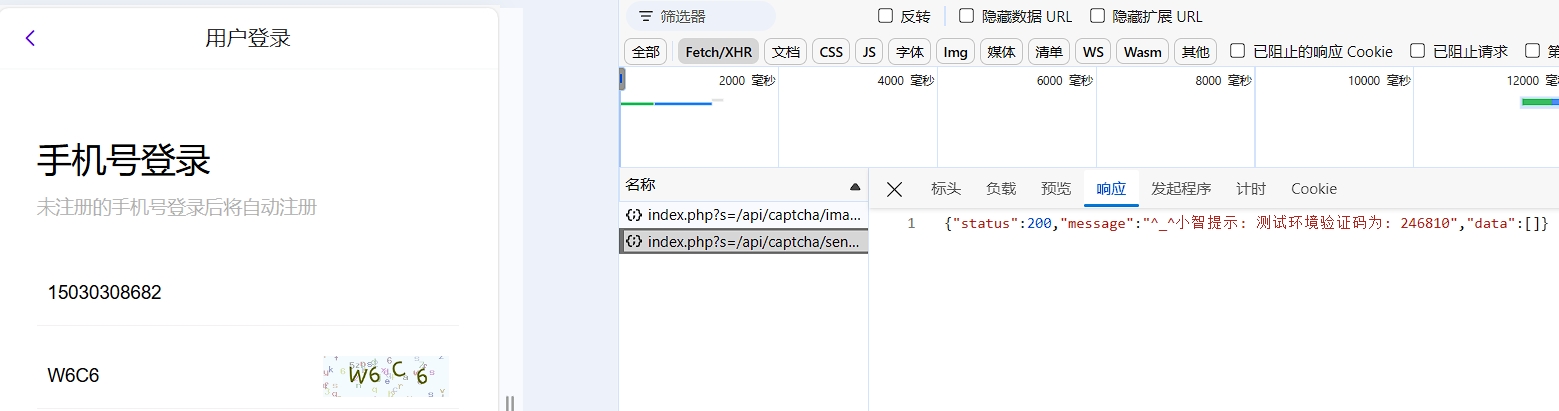 用户登录
手机号登录
未注册的手机号登录后将自动注册
15030308682
W6C6
W6C6
筛选器
反转
隐藏数据 URL
隐藏扩展 URL
全部
Fetch/XHR
文档
CSS
JS
字体
Img
媒体
清单
WS
Wasm
其他
已阻止的响应 Cookie
已阻止请求
第
2000 毫秒
4000 毫秒
6000 毫秒
8000 毫秒
10000 毫秒
12000 毫
名称
index.php?s=/api/captcha/ima...
index.php?s=/api/captcha/sen...
标头
负载
预览
响应
发起程序
计时
Cookie
1 {"status":200,"message":"^_^小智提示: 测试环境验证码为: 246810","data":[]}